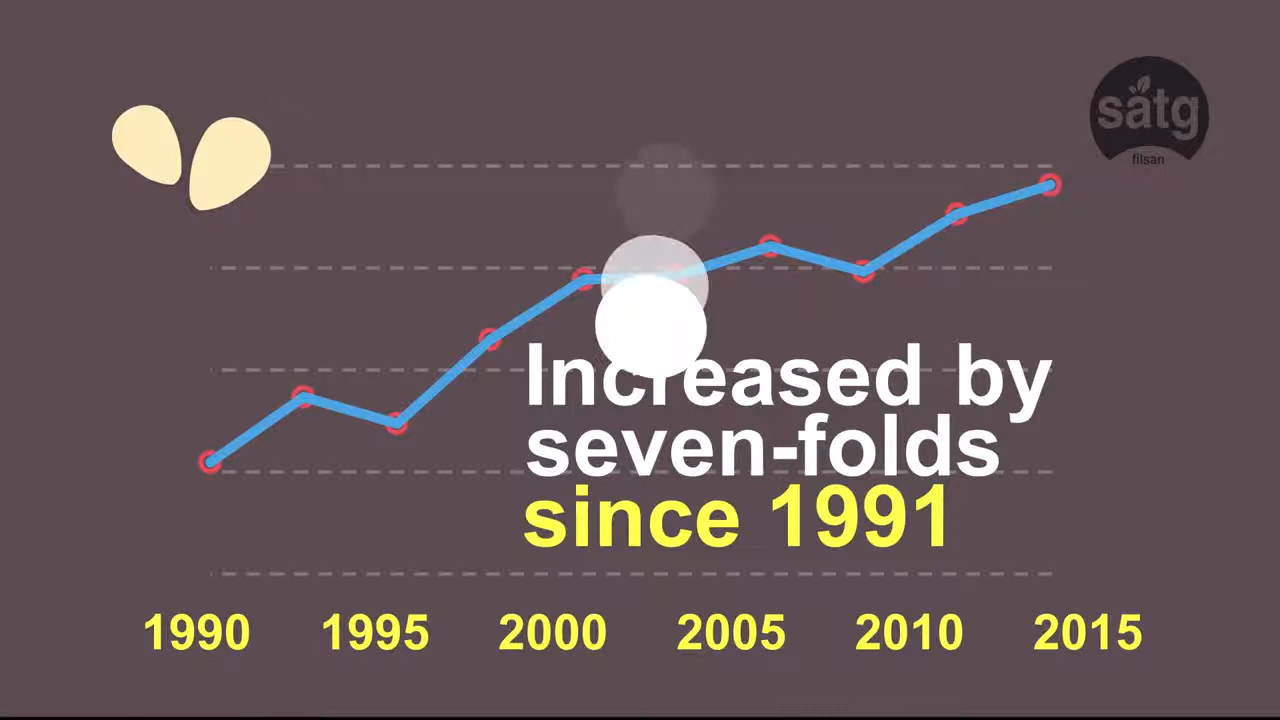 satg
filsan
Increased by
seven-folds
since 1991
1990 1995 2000 2005 2010 2015